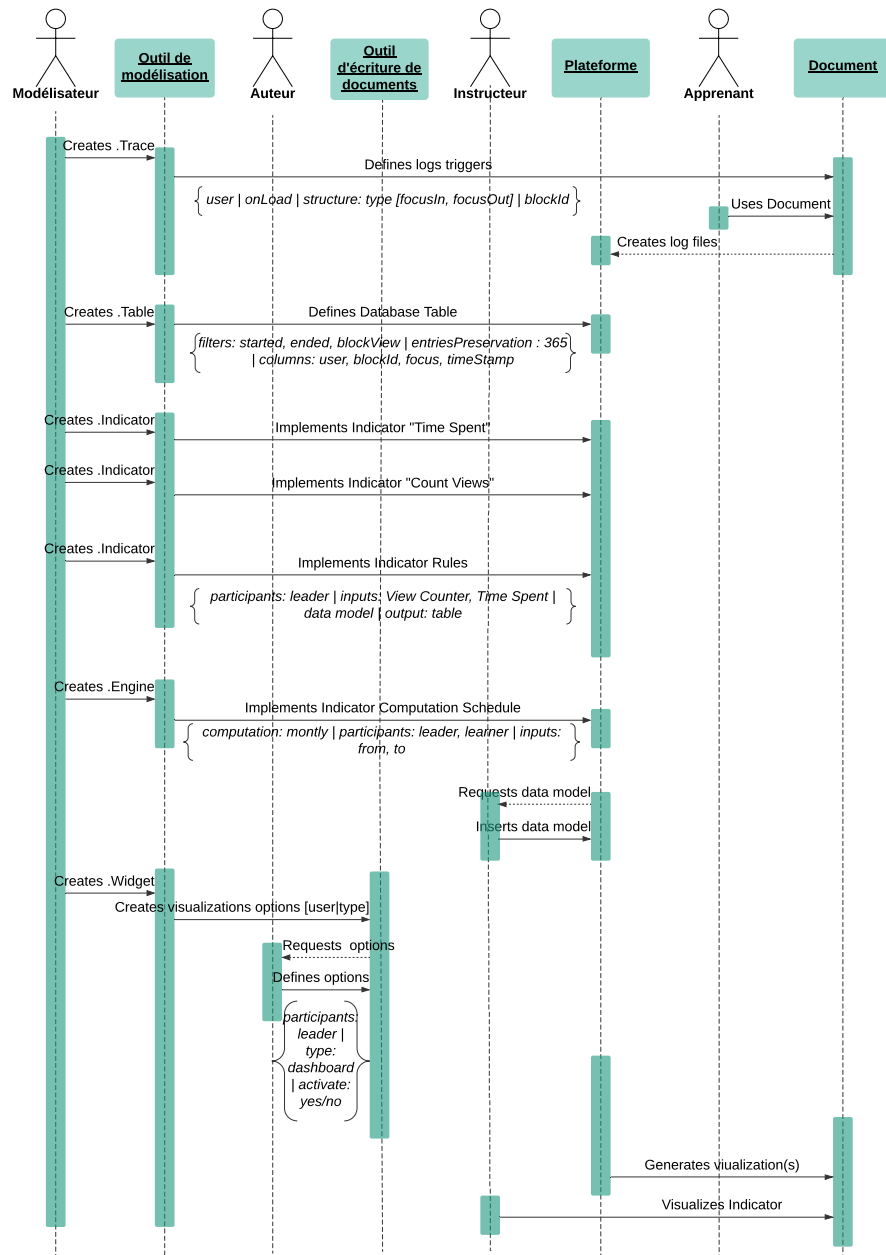 Modélisateur
Outil de
modélisation
Auteur
Outil
d'écriture de
documents
Instructeur
Plateforme
Apprenant
Document
Creates .Trace
Defines logs triggers
user | onLoad | structure: type [focusIn, focusOut] | blockId
Uses Document
Creates log files
Creates .Table
Defines Database Table
filters: started, ended, blockView | entriesPreservation : 365
| columns: user, blockId, focus, timeStamp
Creates .Indicator
Implements Indicator "Time Spent"
Creates .Indicator
Implements Indicator "Count Views"
Creates .Indicator
Implements Indicator Rules
participants: leader | inputs: View Counter, Time Spent |
data model | output: table
Creates .Engine
Implements Indicator Computation Schedule
computation: montly | participants: leader, learner | inputs:
from, to
Requests data model
Inserts data model
Creates .Widget
Creates visualizations options [user|type]
Requests  options
Defines options
participants:
leader |
type:
dashboard
| activate:
yes/no
Generates viualization(s)
Visualizes Indicator